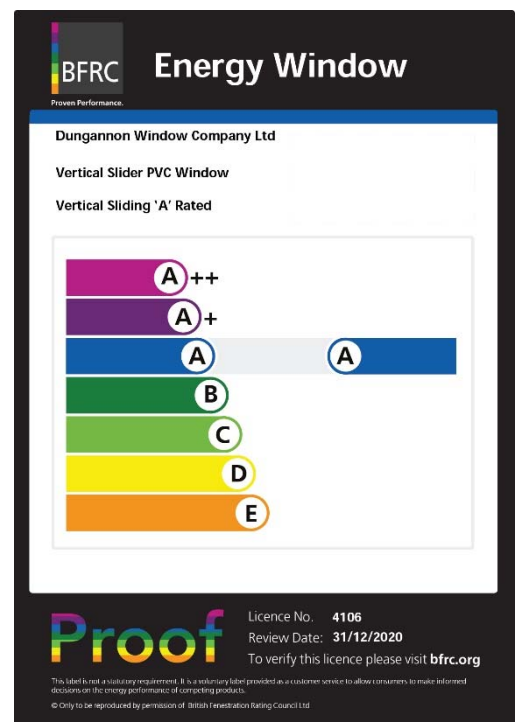 BFRC
Proven Performance.
Energy Window
Dungannon Window Company Ltd
Vertical Slider PVC Window
Vertical Sliding ‘A’ Rated
A++
A+
A A
B
C
D
E
Proof
Licence No. 4106
Review Date: 31/12/2020
To verify this licence please visit bfrc.org
This label is not a statutory requirement. It is a voluntary label provided as a customer service to allow consumers to make informed
decisions on the energy performance of competing products.
© Only to be reproduced by permission of British Fenestration Rating Council Ltd